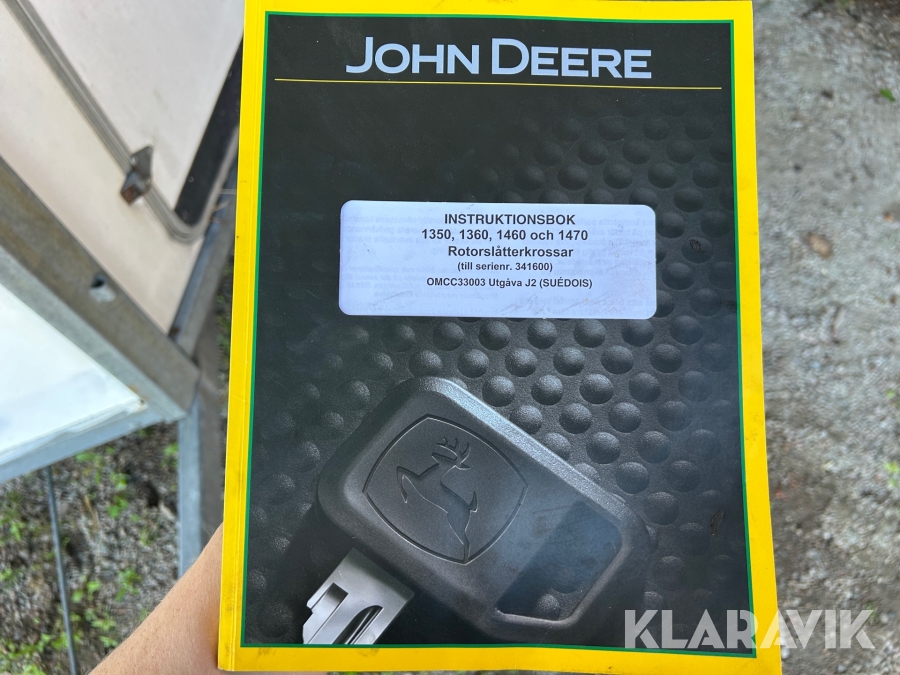 JOHN DEERE
INSTRUKTIONSBOK
1350, 1360, 1460 och 1470
Rotorslåtterkrossar
(till serienr. 341600)
OMCC33003 Utgåva J2 (SUÉDOIS)
KLARAVIK